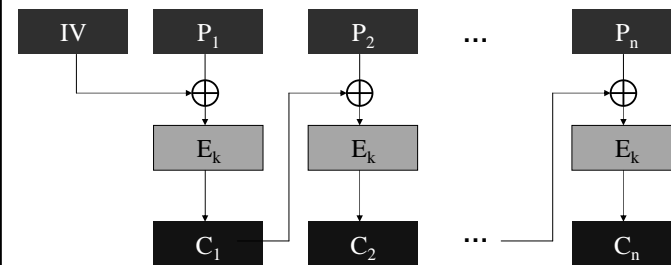 IV P₁ P₂ ... Pₙ
Eₖ Eₖ Eₖ
C₁ C₂ ... Cₙ